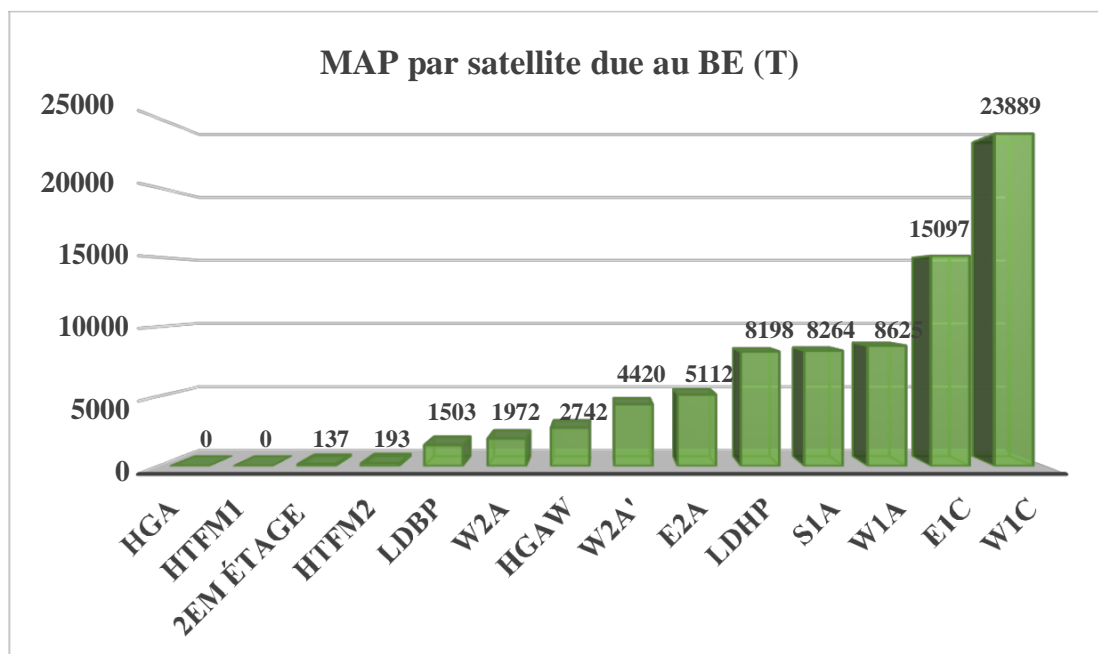 MAP par satellite due au BE (T)
25000
20000
15000
10000
5000
0
0
0
137
193
1503
1972
2742
4420
5112
8198
8264
8625
15097
23889
HGA
HTFM1
2EM ÉTAGE
HTFM2
LDBP
W2A
HGAW
W2A'
E2A
LDHP
S1A
W1A
E1C
W1C